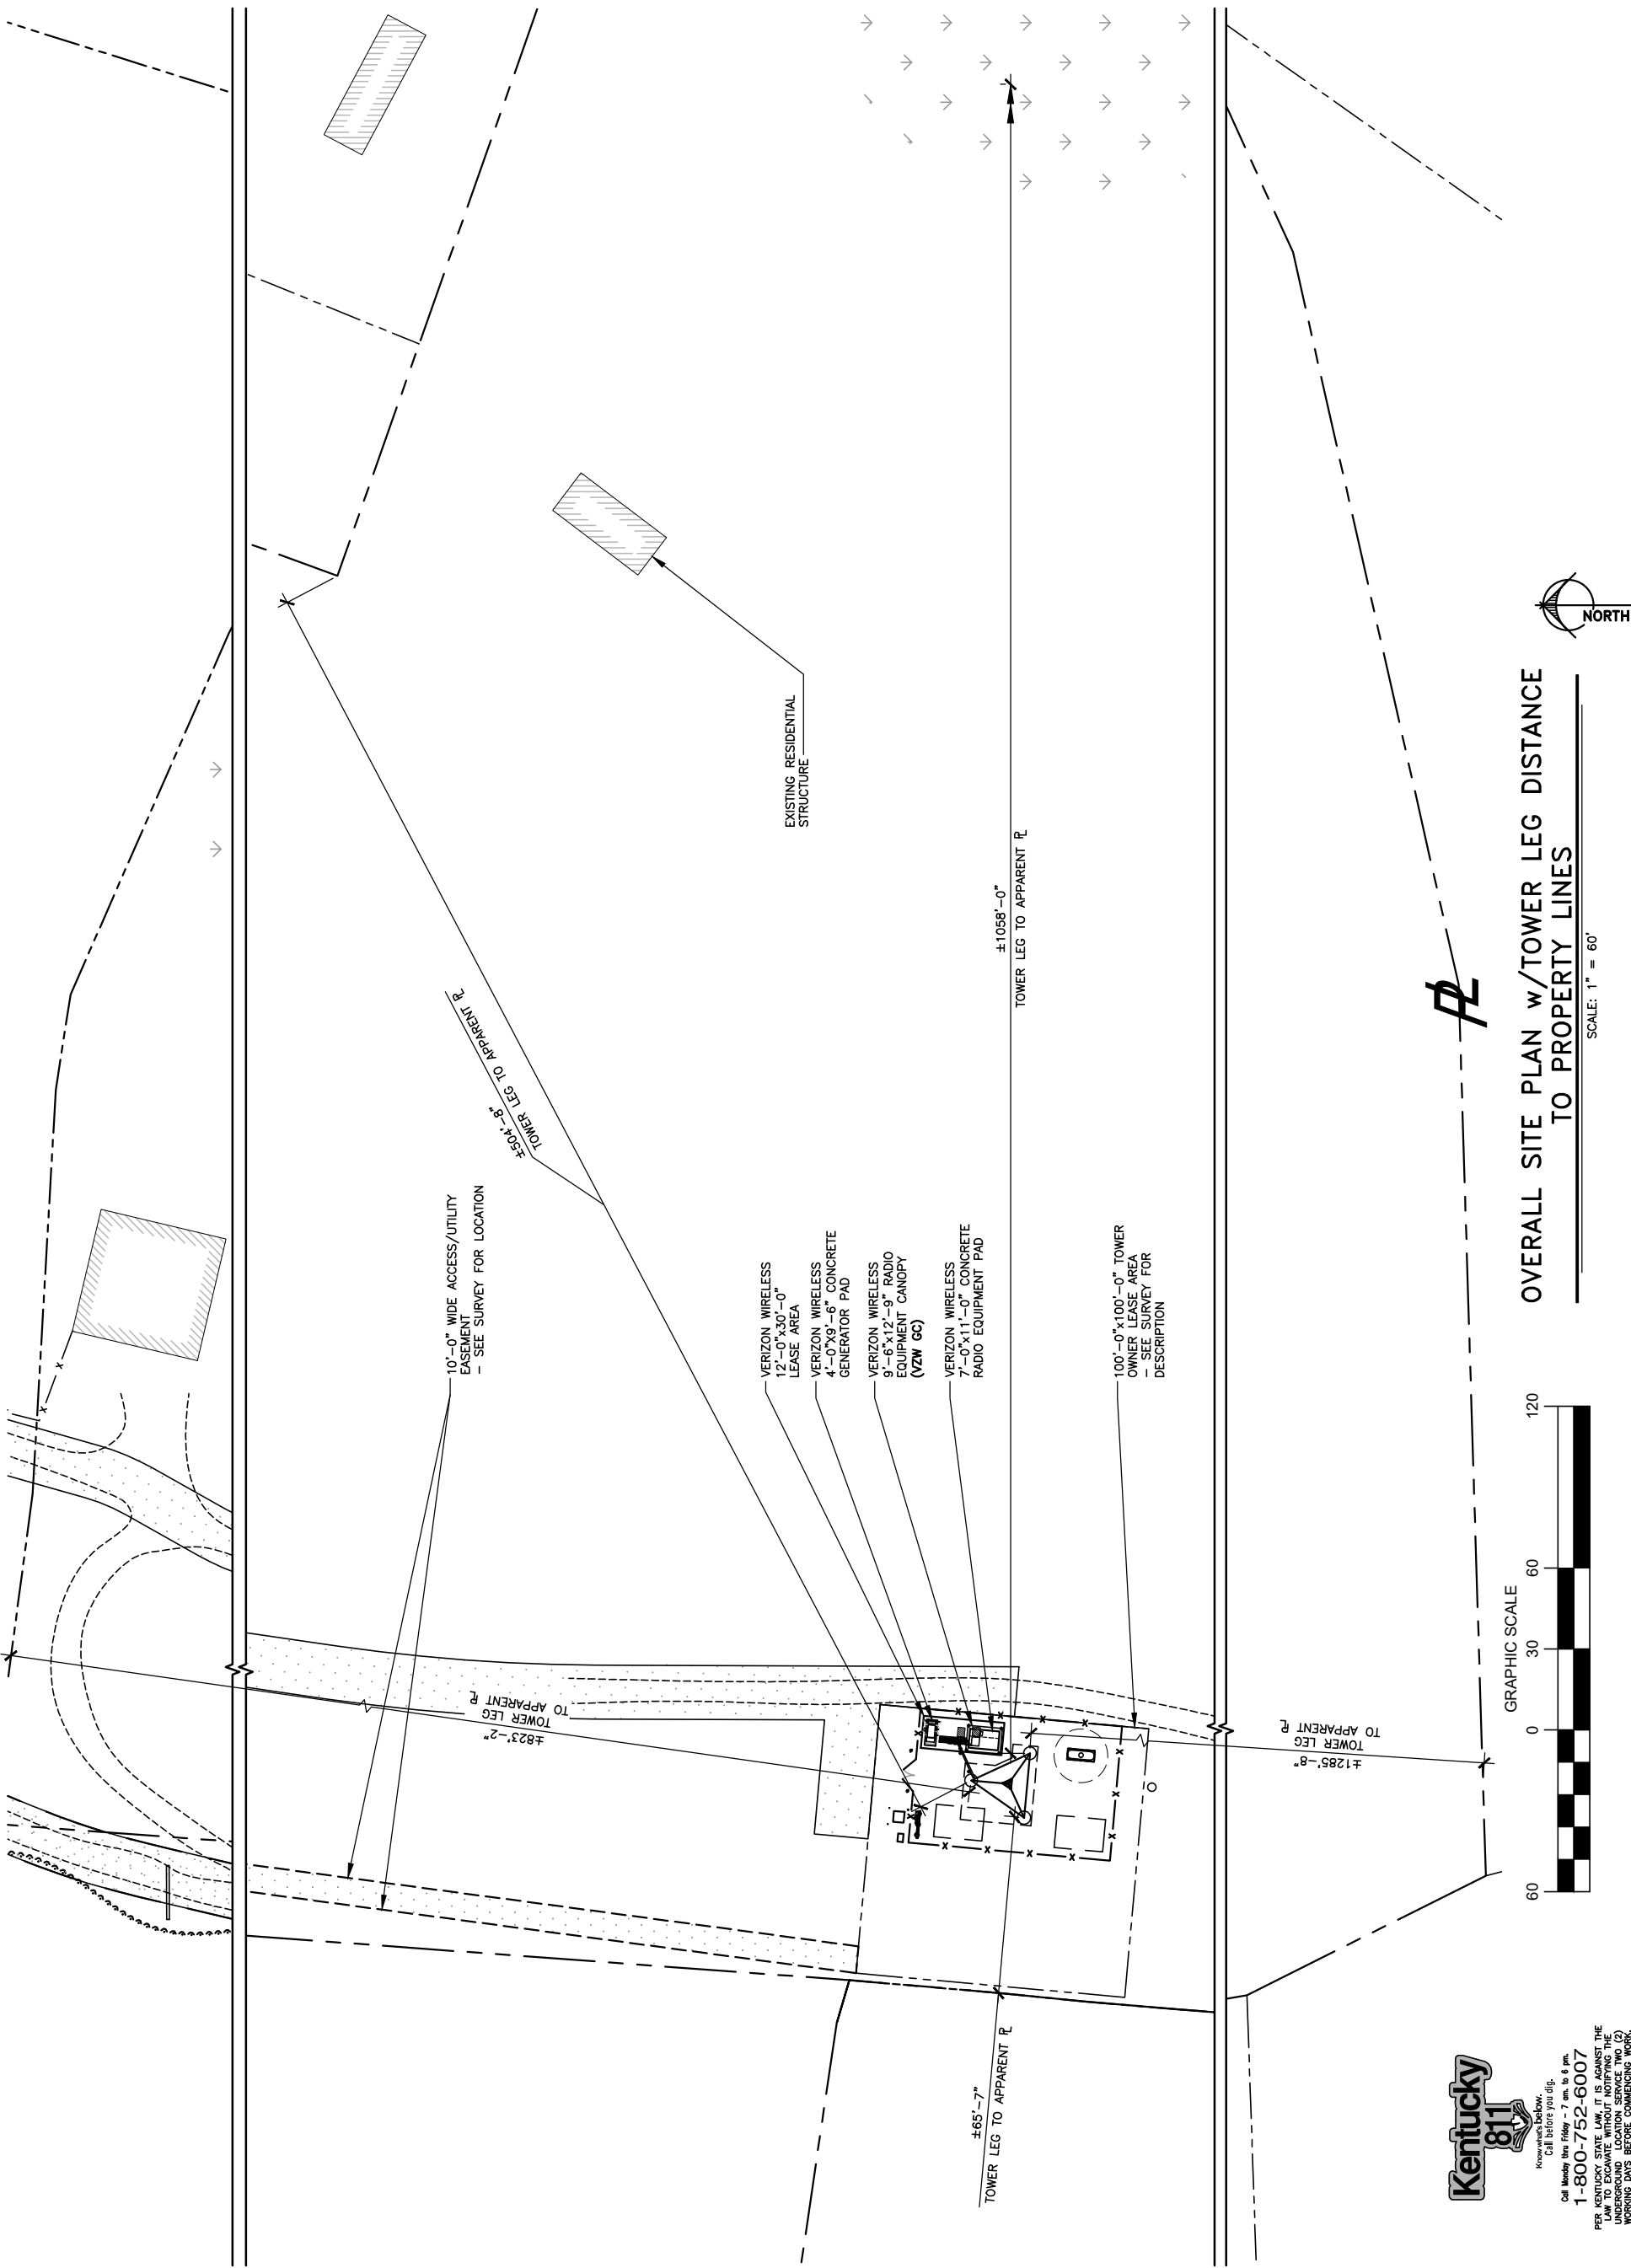 10'-0" WIDE ACCESS/UTILITY
EASEMENT
- SEE SURVEY FOR LOCATION
±504'-8"
TOWER LEG TO APPARENT PL
±823'-2"
TOWER LEG
TO APPARENT PL
EXISTING RESIDENTIAL
STRUCTURE
VERIZON WIRELESS
12'-0"x30'-0"
LEASE AREA
VERIZON WIRELESS
4'-0"X9'-6" CONCRETE
GENERATOR PAD
VERIZON WIRELESS
9'-6"x12'-9" RADIO
EQUIPMENT CANOPY
(VZW GC)
VERIZON WIRELESS
7'-0"x11'-0" CONCRETE
RADIO EQUIPMENT PAD
±1058'-0"
TOWER LEG TO APPARENT PL
±65'-7"
TOWER LEG TO APPARENT PL
100'-0"x100'-0" TOWER
OWNER LEASE AREA
- SEE SURVEY FOR
DESCRIPTION
±1285'-8"
TOWER LEG
TO APPARENT PL
x x x x x x x x x x x x x x
PL
GRAPHIC SCALE
60 0 30 60 120
OVERALL SITE PLAN w/TOWER LEG DISTANCE
TO PROPERTY LINES
SCALE: 1" = 60'
NORTH
Kentucky
811
Know what's below.
Call before you dig.
Call Monday thru Friday - 7 am. to 6 pm.
1-800-752-6007
PER KENTUCKY STATE LAW, IT IS AGAINST THE
LAW TO EXCAVATE WITHOUT NOTIFYING THE
UNDERGROUND LOCATION SERVICE TWO (2)
WORKING DAYS BEFORE COMMENCING WORK.